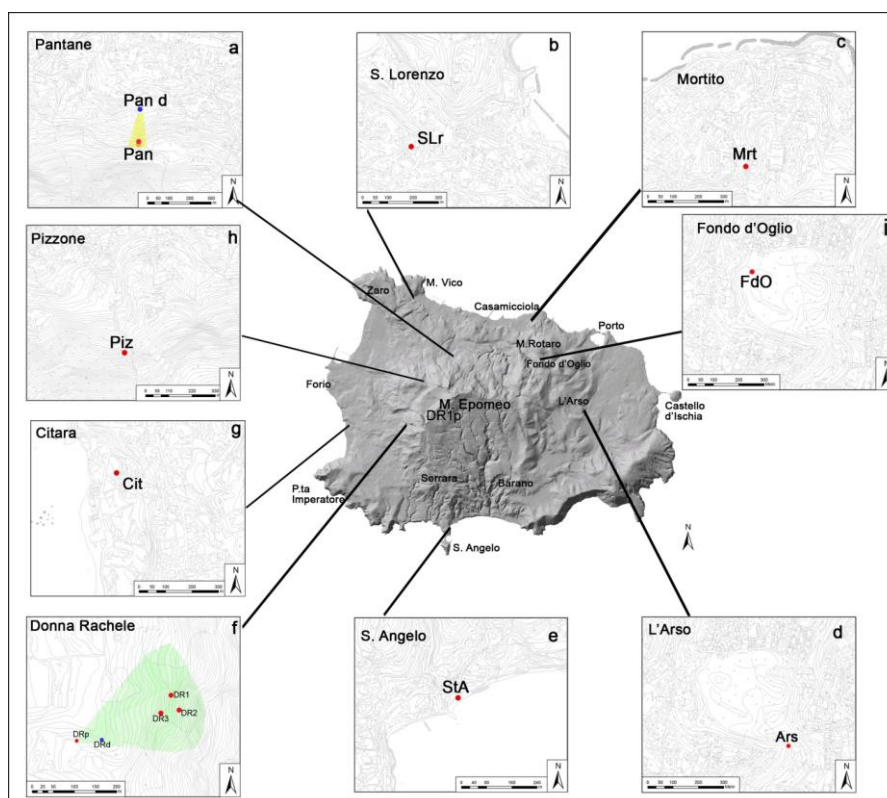 Pantane
a
Pan d
Pan
N
b
S. Lorenzo
SLr
N
c
Mortito
Mrt
N
Pizzone
h
Piz
N
Fondo d'Oglio
i
FdO
N
Zaro
M. Vico
Casamicciola
Porto
M.Rotaro
Fondo d'Oglio
Forio
M. Epomeo
DR1p
L'Arso
Castello
d'Ischia
Citara
g
Cit
N
Serrara
Barano
P.ta
Imperatore
S. Angelo
N
Donna Rachele
f
DR1
DR2
DR3
DRp
DRd
N
S. Angelo
e
StA
N
L'Arso
d
Ars
N